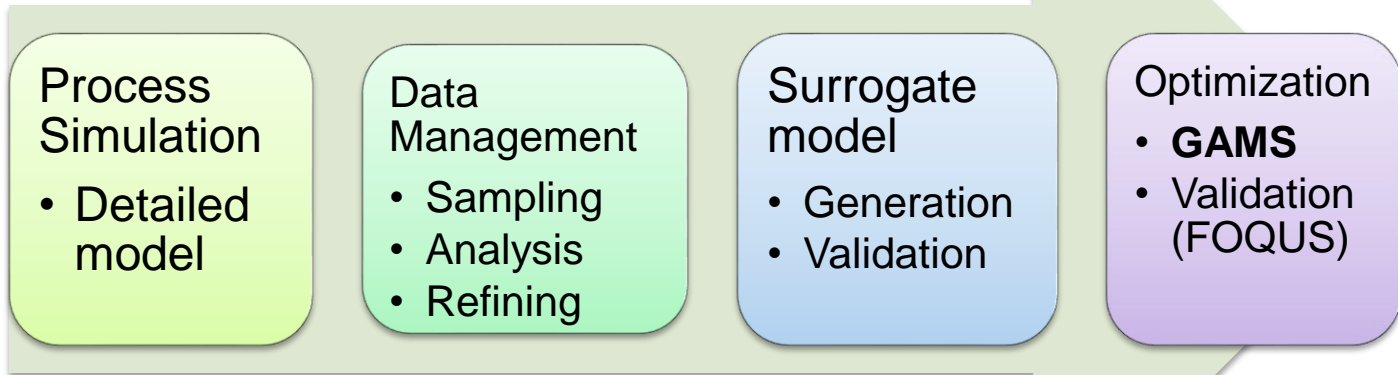 Process
Simulation
• Detailed
model
Data
Management
• Sampling
• Analysis
• Refining
Surrogate
model
• Generation
• Validation
Optimization
• GAMS
• Validation
(FOQUS)